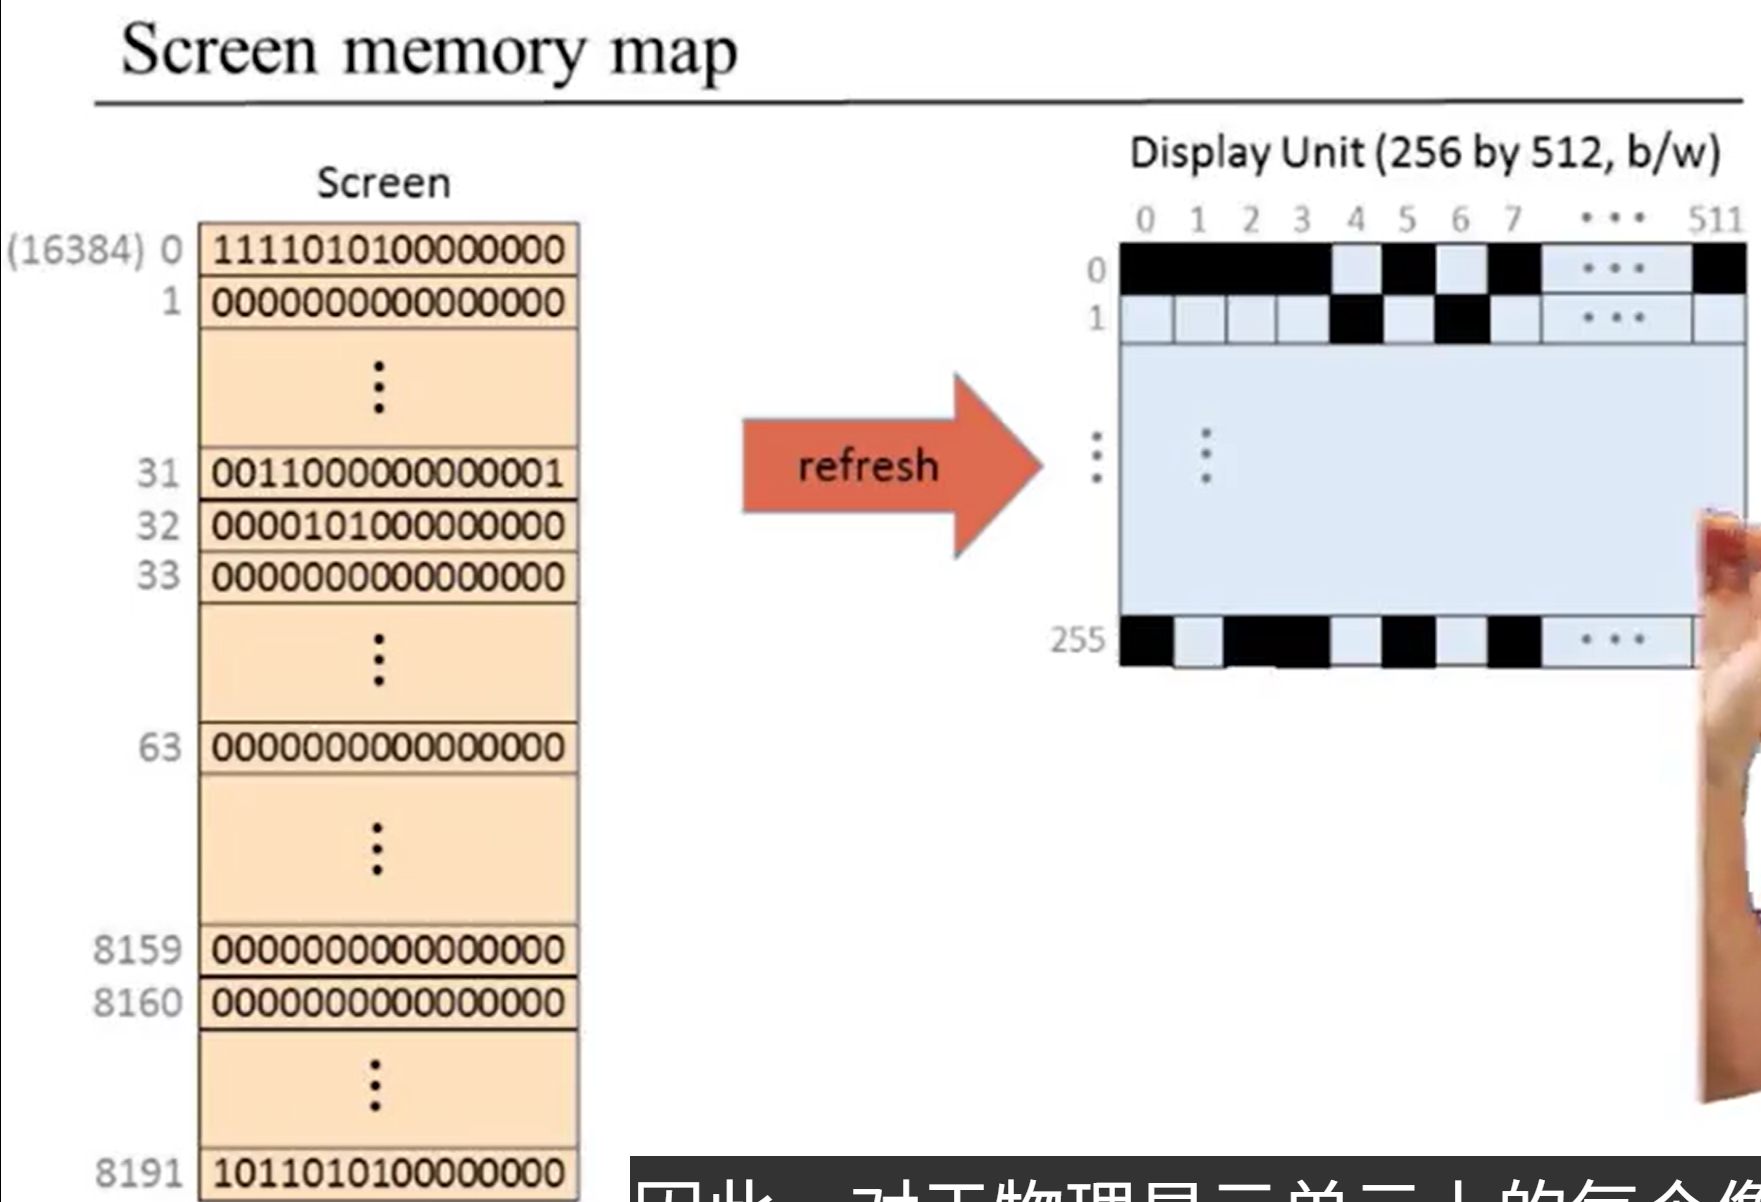 Screen memory map
Display Unit (256 by 512, b/w)
Screen
0 1 2 3 4 5 6 7 • • • 511
(16384) 0 1111010100000000
1 0000000000000000
31 0011000000000001
32 0000101000000000
33 0000000000000000
63 0000000000000000
8159 0000000000000000
8160 0000000000000000
8191 1011010100000000
refresh
0 • • •
1 • • •
255 • • •